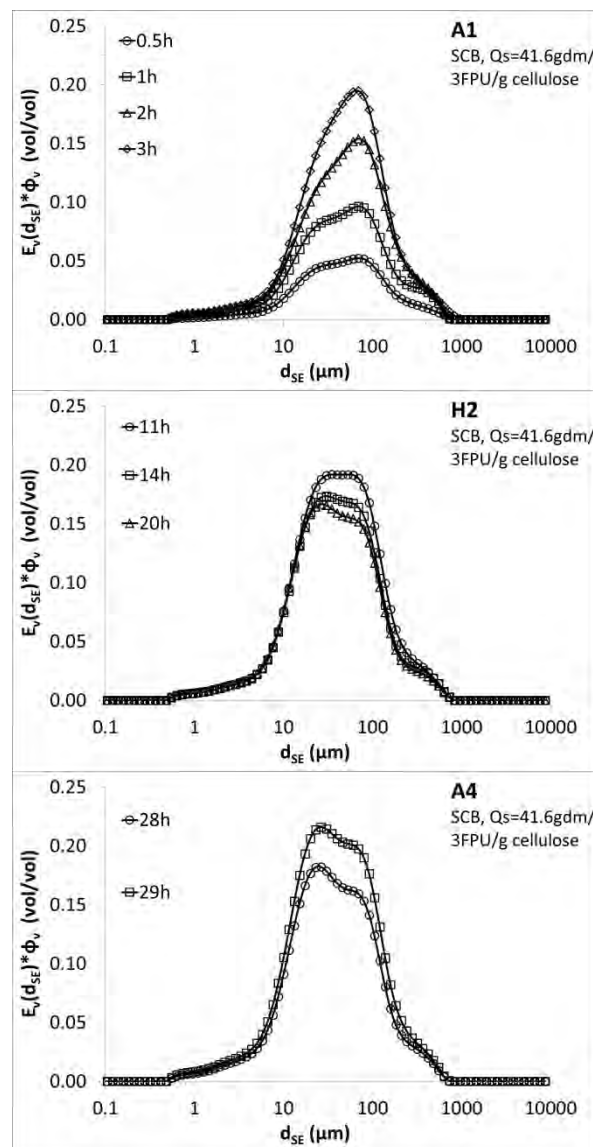 A1
SCB, Qs=41.6gdm/
3FPU/g cellulose
0.5h
1h
2h
3h
0.25
0.20
0.15
0.10
0.05
0.00
Eᵥ(dSE)*Φᵥ (vol/vol)
0.1 1 10 100 1000 10000
dSE (µm)
H2
SCB, Qs=41.6gdm/
3FPU/g cellulose
11h
14h
20h
0.25
0.20
0.15
0.10
0.05
0.00
Eᵥ(dSE)*Φᵥ (vol/vol)
0.1 1 10 100 1000 10000
dSE (µm)
A4
SCB, Qs=41.6gdm/
3FPU/g cellulose
28h
29h
0.25
0.20
0.15
0.10
0.05
0.00
Eᵥ(dSE)*Φᵥ (vol/vol)
0.1 1 10 100 1000 10000
dSE (µm)